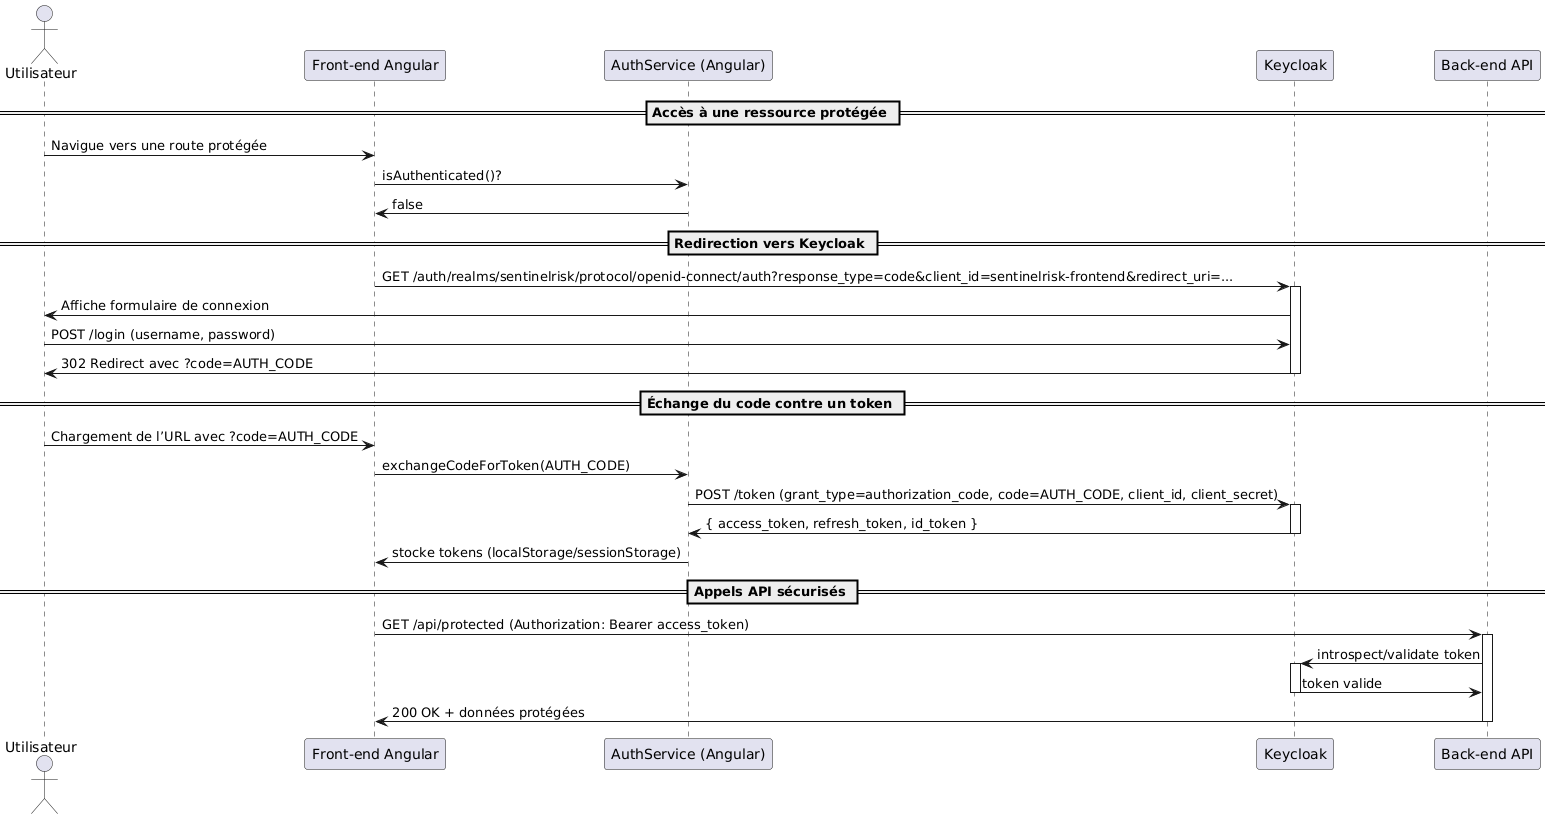 Utilisateur
Front-end Angular
AuthService (Angular)
Keycloak
Back-end API
Accès à une ressource protégée
Navigue vers une route protégée
isAuthenticated()?
false
Redirection vers Keycloak
GET /auth/realms/sentinelrisk/protocol/openid-connect/auth?response_type=code&client_id=sentinelrisk-frontend&redirect_uri=...
Affiche formulaire de connexion
POST /login (username, password)
302 Redirect avec ?code=AUTH_CODE
Échange du code contre un token
Chargement de l’URL avec ?code=AUTH_CODE
exchangeCodeForToken(AUTH_CODE)
POST /token (grant_type=authorization_code, code=AUTH_CODE, client_id, client_secret)
{ access_token, refresh_token, id_token }
stocke tokens (localStorage/sessionStorage)
Appels API sécurisés
GET /api/protected (Authorization: Bearer access_token)
introspect/validate token
token valide
200 OK + données protégées
Utilisateur
Front-end Angular
AuthService (Angular)
Keycloak
Back-end API